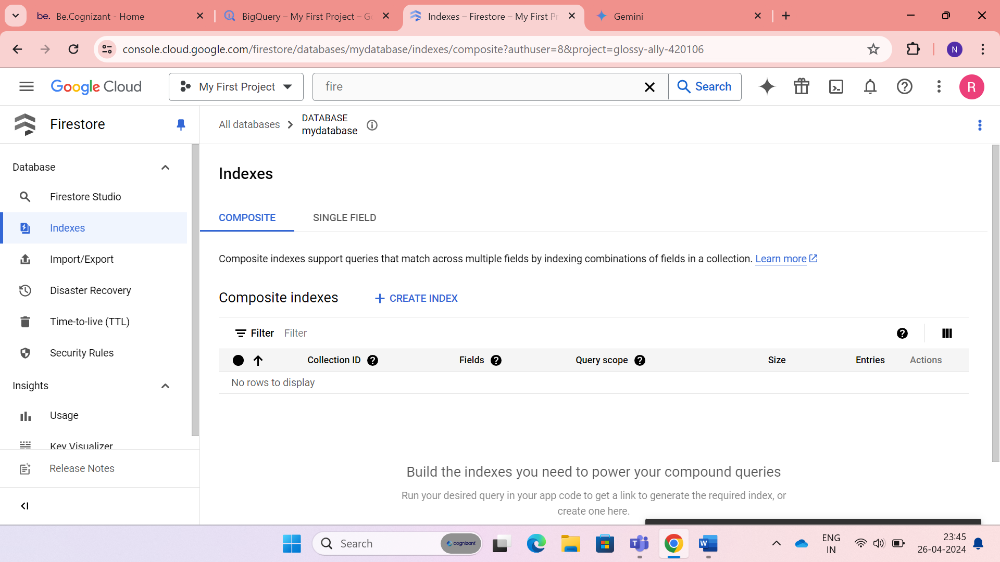 be. Be.Cognizant - Home
BigQuery – My First Project – Go
Indexes – Firestore – My First Pr
Gemini
console.cloud.google.com/firestore/databases/mydatabase/indexes/composite?authuser=8&project=glossy-ally-420106
N
Google Cloud
My First Project
fire
Search
R
Firestore
All databases
DATABASE
mydatabase
Database
Firestore Studio
Indexes
Import/Export
Disaster Recovery
Time-to-live (TTL)
Security Rules
Insights
Usage
Key Visualizer
Release Notes
Indexes
COMPOSITE SINGLE FIELD
Composite indexes support queries that match across multiple fields by indexing combinations of fields in a collection. Learn more
Composite indexes
CREATE INDEX
Filter Filter
Collection ID Fields Query scope Size Entries Actions
No rows to display
Build the indexes you need to power your compound queries
Run your desired query in your app code to get a link to generate the required index, or
create one here.
Search
cognizant
T
W
ENG
IN
23:45
26-04-2024